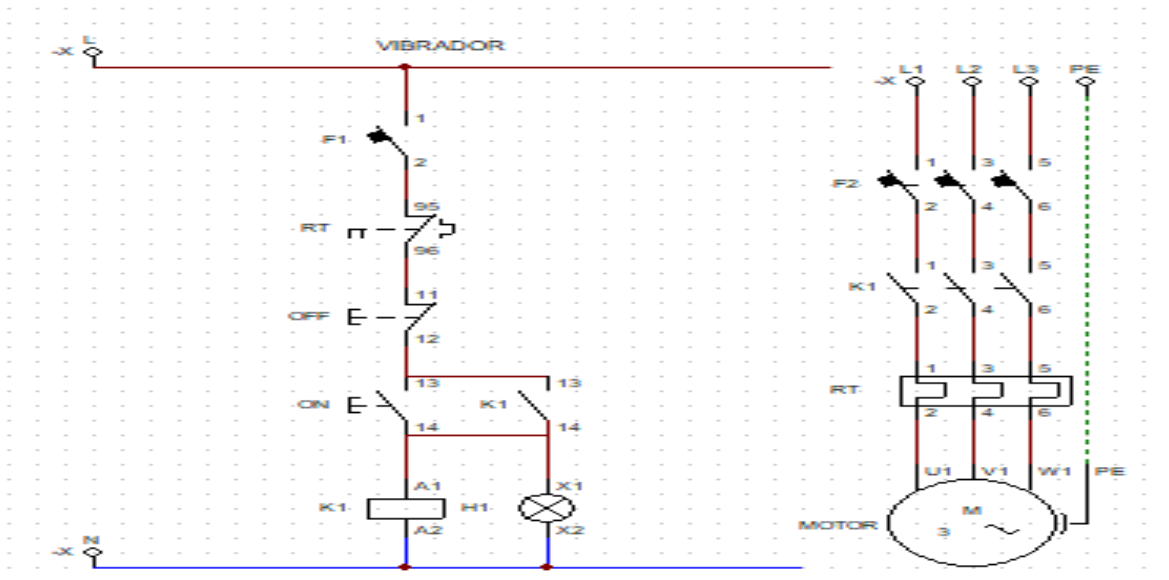 VIBRADOR
L
-X
L1 L2 L3 PE
-X
1
F1
2
1 3 5
F2
2 4 6
95
RT
96
1 3 5
K1
2 4 6
11
OFF
12
13 13
ON K1
14 14
1 3 5
RT
2 4 6
A1 X1
K1 H1
A2 X2
U1 V1 W1 PE
M
MOTOR
3
N
-X